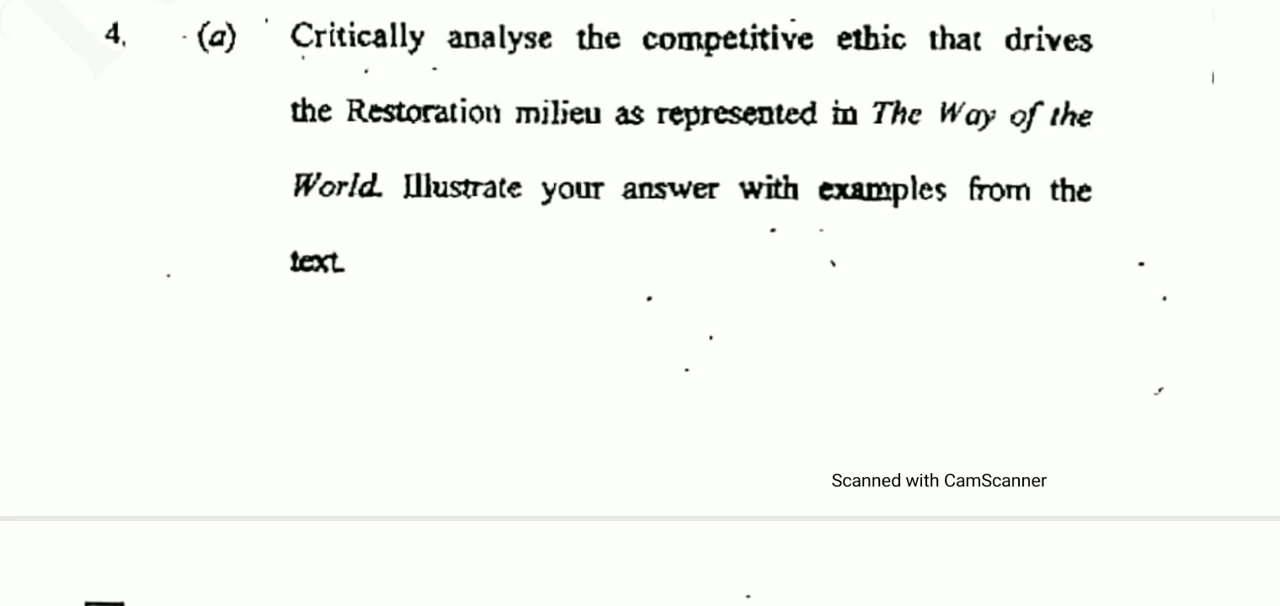 4. (a) Critically analyse the competitive ethic that drives
the Restoration milieu as represented in The Way of the
World. Illustrate your answer with examples from the
text.
Scanned with CamScanner